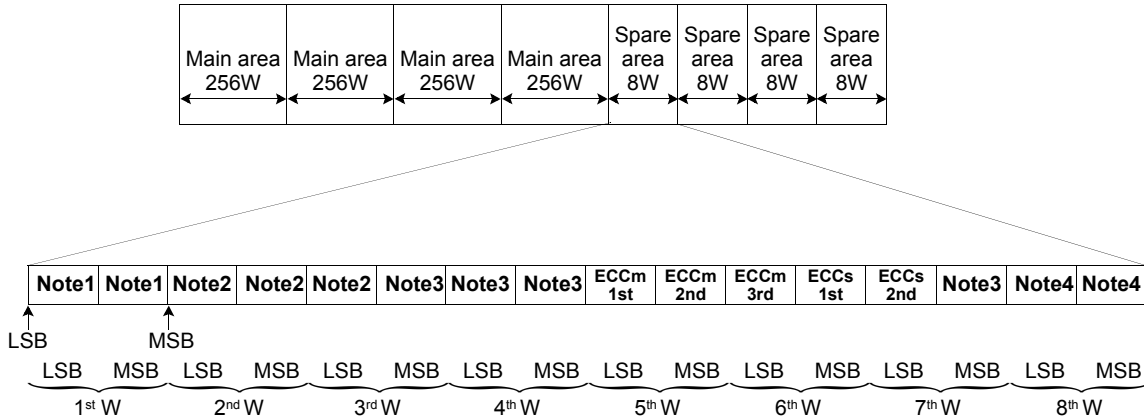 Main area 256W
Main area 256W
Main area 256W
Main area 256W
Spare area 8W
Spare area 8W
Spare area 8W
Spare area 8W
Note1 Note1 Note2 Note2 Note2 Note3 Note3 Note3 ECCm 1st ECCm 2nd ECCm 3rd ECCs 1st ECCs 2nd Note3 Note4 Note4
LSB MSB
LSB MSB LSB MSB LSB MSB LSB MSB LSB MSB LSB MSB LSB MSB LSB MSB
1st W 2nd W 3rd W 4th W 5th W 6th W 7th W 8th W